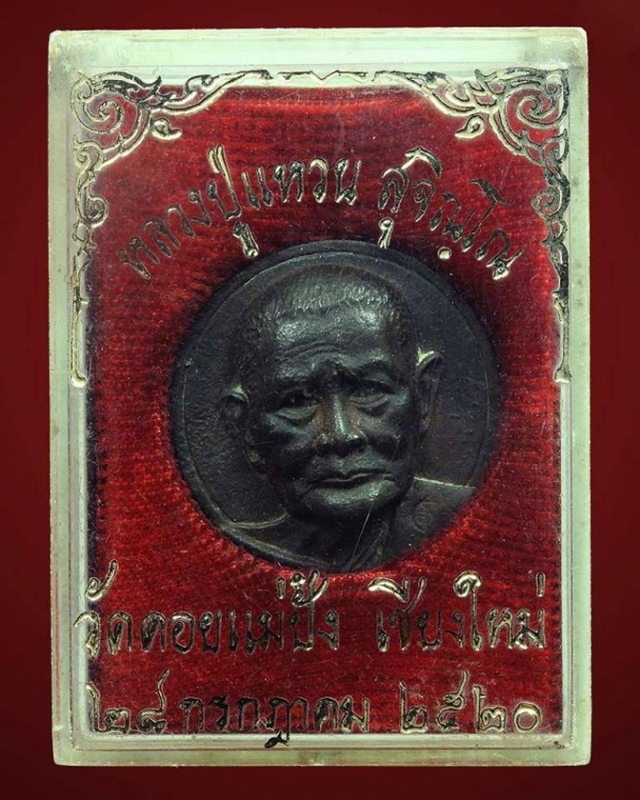 หลวงปู่แหวน สุจิณฺโณ
วัดดอยแม่ปั๋ง เชียงใหม่
๒๘ กรกฎาคม ๒๕๒๐